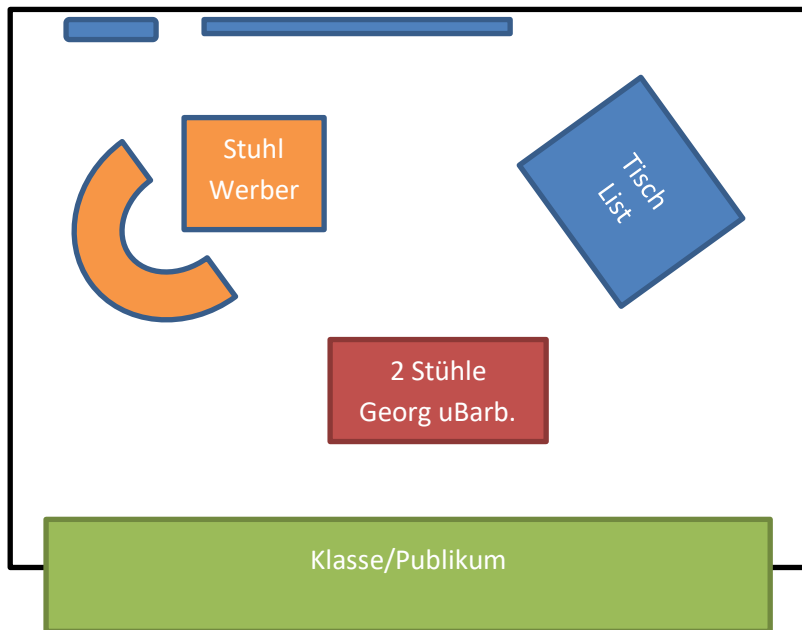 Stuhl
Werber
Tisch
List
2 Stühle
Georg uBarb.
Klasse/Publikum